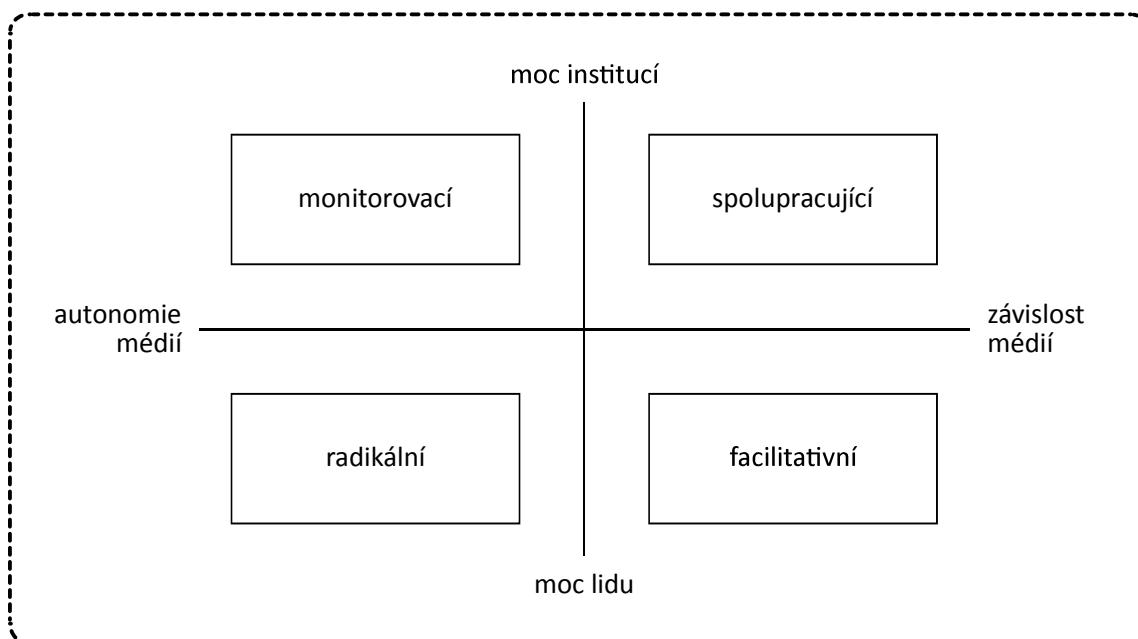 moc institucí
monitorovací
spolupracující
autonomie
médií
závislost
médií
radikální
facilitativní
moc lidu